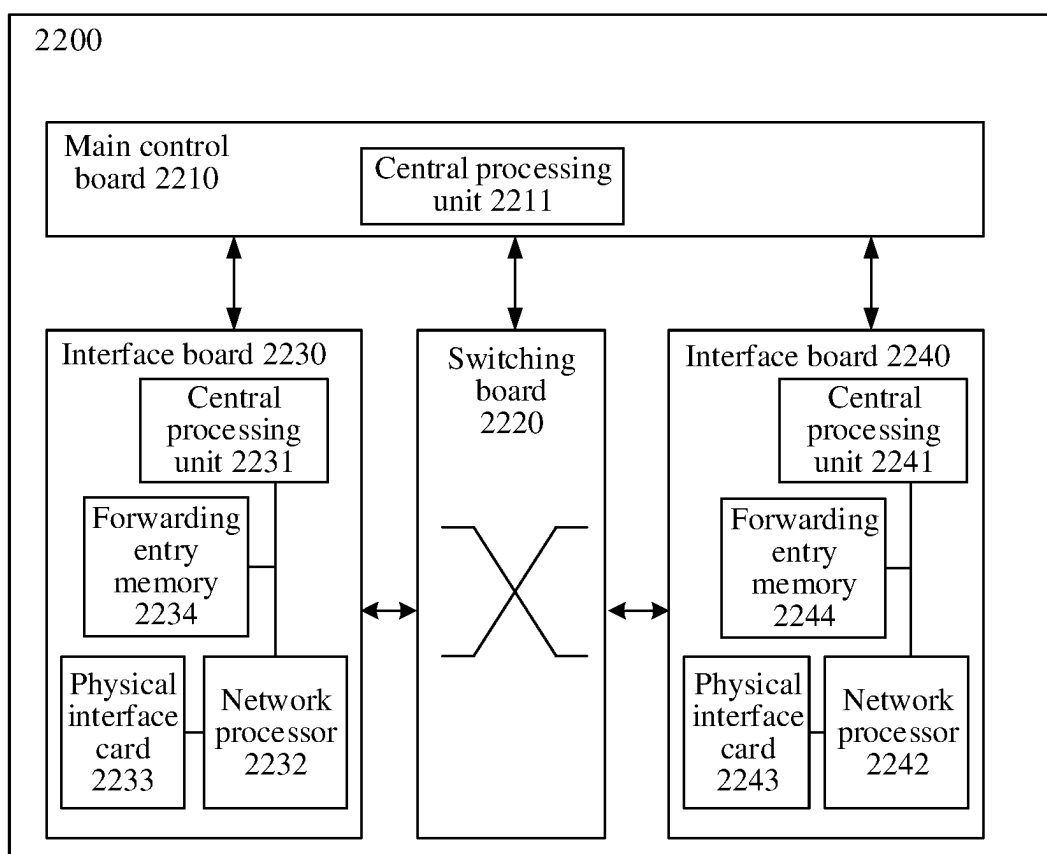 2200
Main control
board 2210
Central processing
unit 2211
Interface board 2230
Central
processing
unit 2231
Forwarding
entry
memory
2234
Physical
interface
card
2233
Network
processor
2232
Switching
board
2220
Interface board 2240
Central
processing
unit 2241
Forwarding
entry
memory
2244
Physical
interface
card
2243
Network
processor
2242